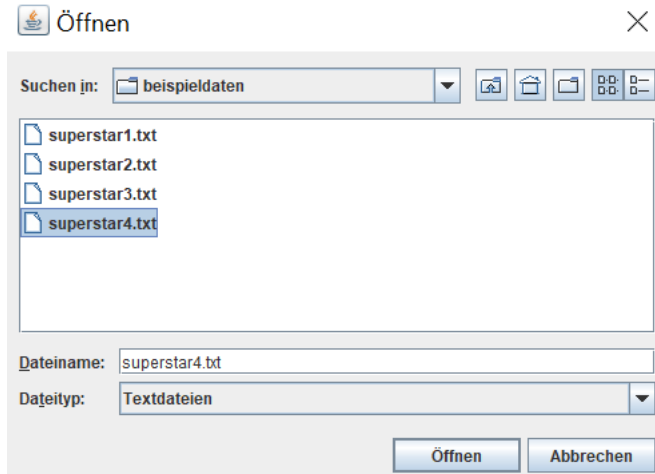 Öffnen
Suchen in: beispieldaten
superstar1.txt
superstar2.txt
superstar3.txt
superstar4.txt
Dateiname: superstar4.txt
Dateityp: Textdateien
Öffnen Abbrechen